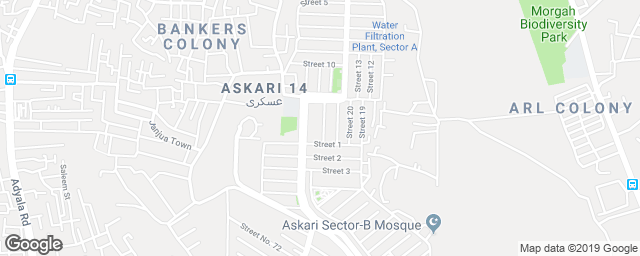 Street 5
Morgah
Biodiversity
Park
BANKERS
COLONY
Water
Filtration
Plant, Sector A
Street 10
Street 13
Street 12
ASKARI 14
عسكرى
ARL COLONY
Street 20
Street 19
Janjua Town
Street 1
Street 2
Street 3
Saleem St
Adyala Rd
Askari Sector-B Mosque
Street No. 72
Google
Google
Map data ©2019 Google